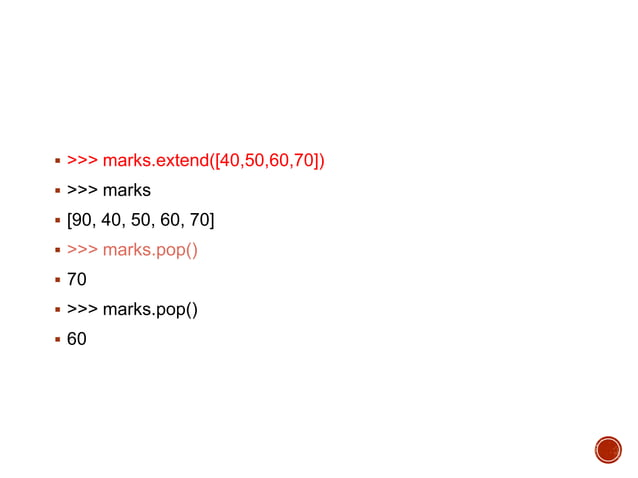 >>> marks.extend([40,50,60,70])
>>> marks
[90, 40, 50, 60, 70]
>>> marks.pop()
70
>>> marks.pop()
60